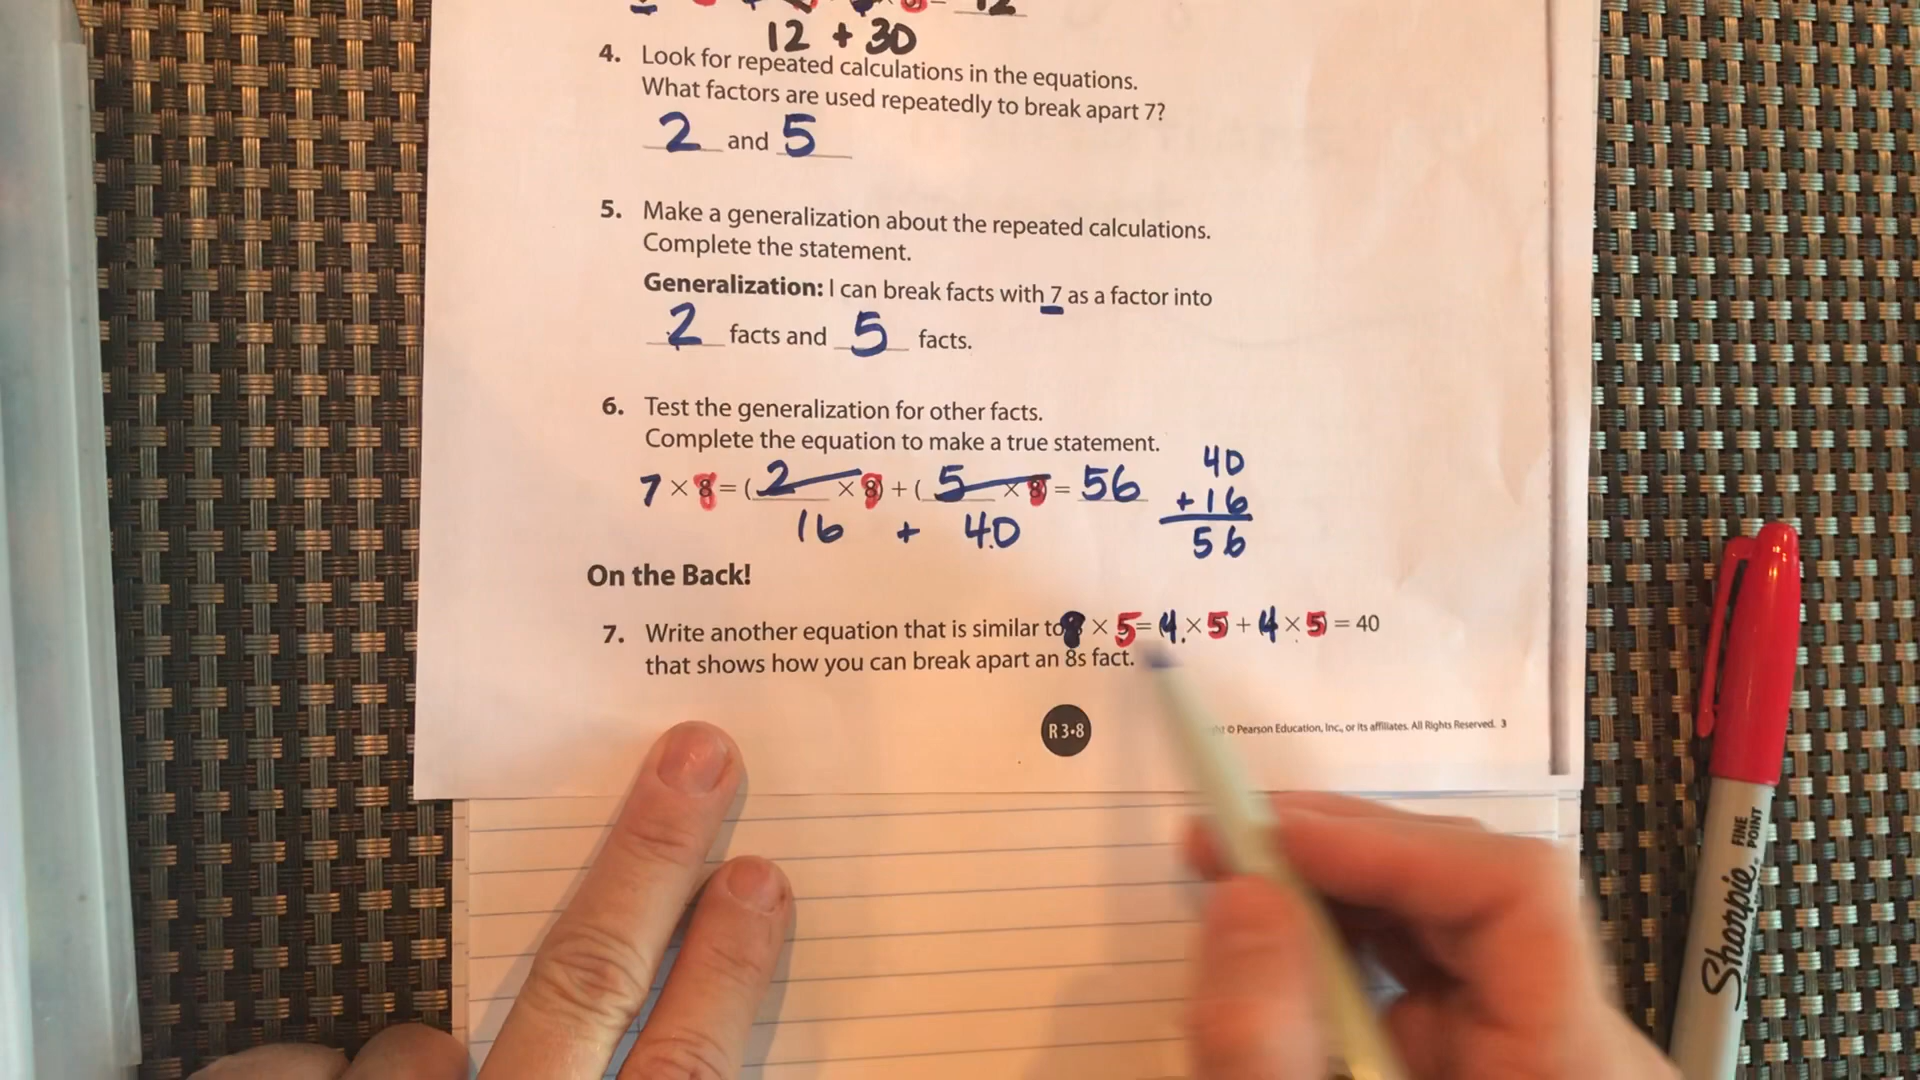 12
12 + 30
4. Look for repeated calculations in the equations.
What factors are used repeatedly to break apart 7?
2 and 5
5. Make a generalization about the repeated calculations.
Complete the statement.
Generalization: I can break facts with 7 as a factor into
2 facts and 5 facts.
6. Test the generalization for other facts.
Complete the equation to make a true statement.
7 × 8 = (2 × 8) + (5 × 8) = 56
16 + 40
40
+16
56
On the Back!
7. Write another equation that is similar to 8 × 5 = (4 × 5) + (4 × 5) = 40
that shows how you can break apart an 8s fact.
R 3•8
© Pearson Education, Inc., or its affiliates. All Rights Reserved. 3
Sharpie
FINE
POINT